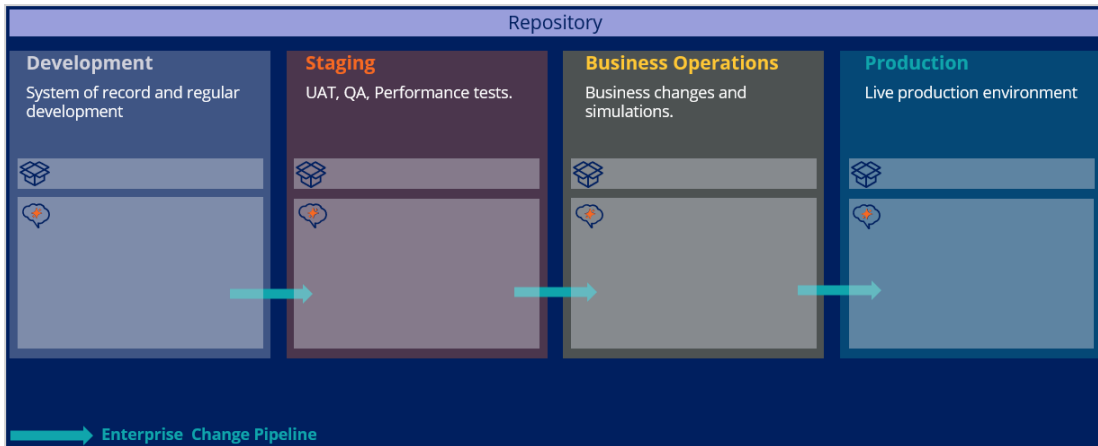 Repository
Development
System of record and regular
development
Staging
UAT, QA, Performance tests.
Business Operations
Business changes and
simulations.
Production
Live production environment
Enterprise Change Pipeline